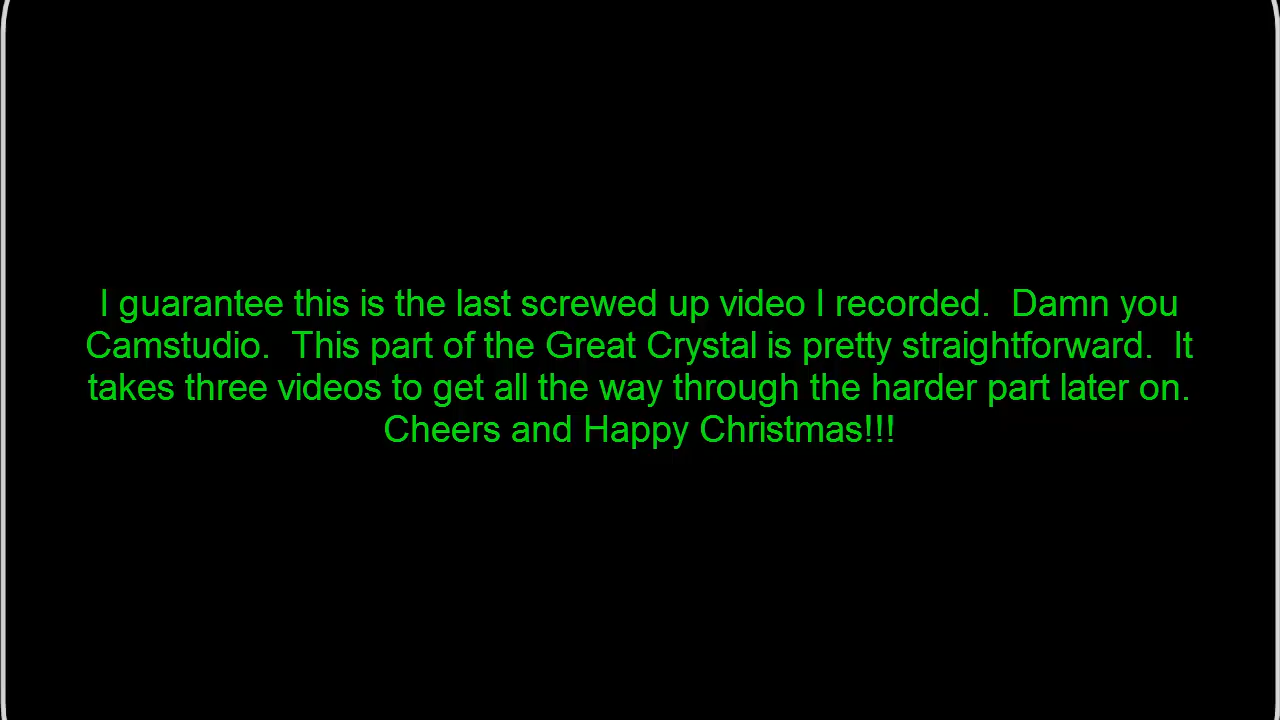 I guarantee this is the last screwed up video I recorded.  Damn you
Camstudio.  This part of the Great Crystal is pretty straightforward.  It
takes three videos to get all the way through the harder part later on.
Cheers and Happy Christmas!!!